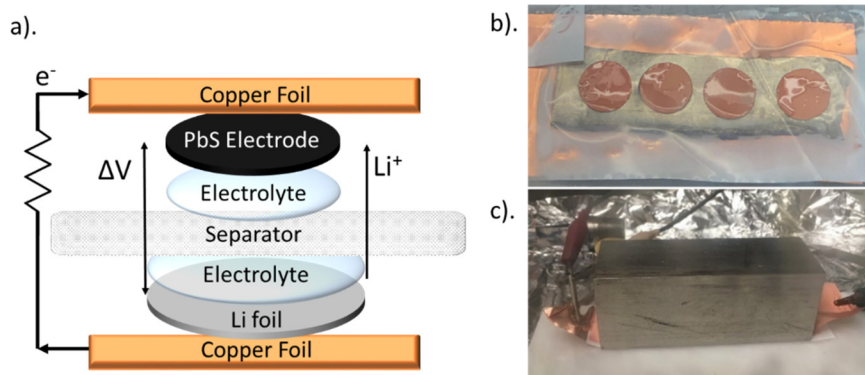 a).
e-
Copper Foil
PbS Electrode
ΔV
Li+
Electrolyte
Separator
Electrolyte
Li foil
Copper Foil
b).
c).